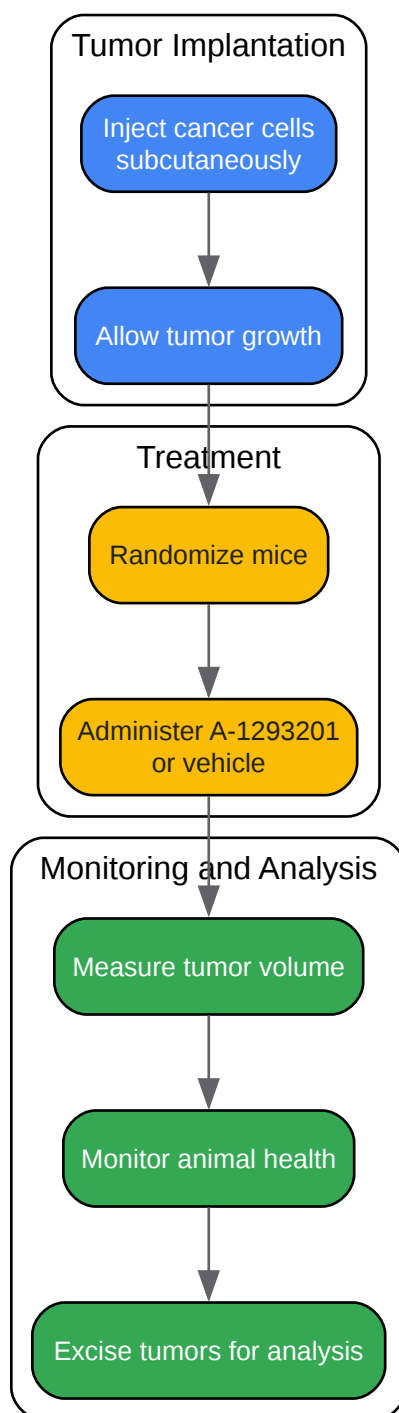 Tumor Implantation
Inject cancer cells
subcutaneously
Allow tumor growth
Treatment
Randomize mice
Administer A-1293201
or vehicle
Monitoring and Analysis
Measure tumor volume
Monitor animal health
Excise tumors for analysis